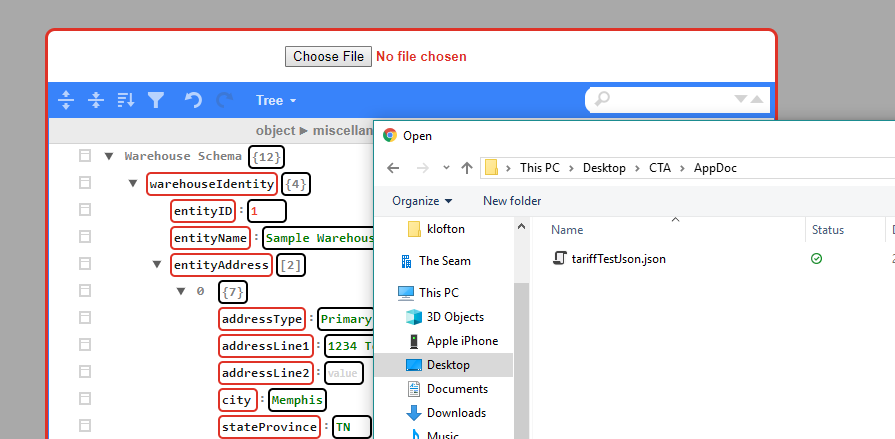 Choose File No file chosen
Tree
object ► miscellan
Open
This PC > Desktop > CTA > AppDoc
Organize New folder
Warehouse Schema {12}
warehouseIdentity {4}
entityID : 1
entityName : Sample Warehous
entityAddress [2]
0 {7}
addressType : Primary
addressLine1 : 1234 T
addressLine2 : value
city : Memphis
stateProvince : TN
klofton
The Seam
This PC
3D Objects
Apple iPhone
Desktop
Documents
Downloads
Music
Name Status
tariffTestJson.json